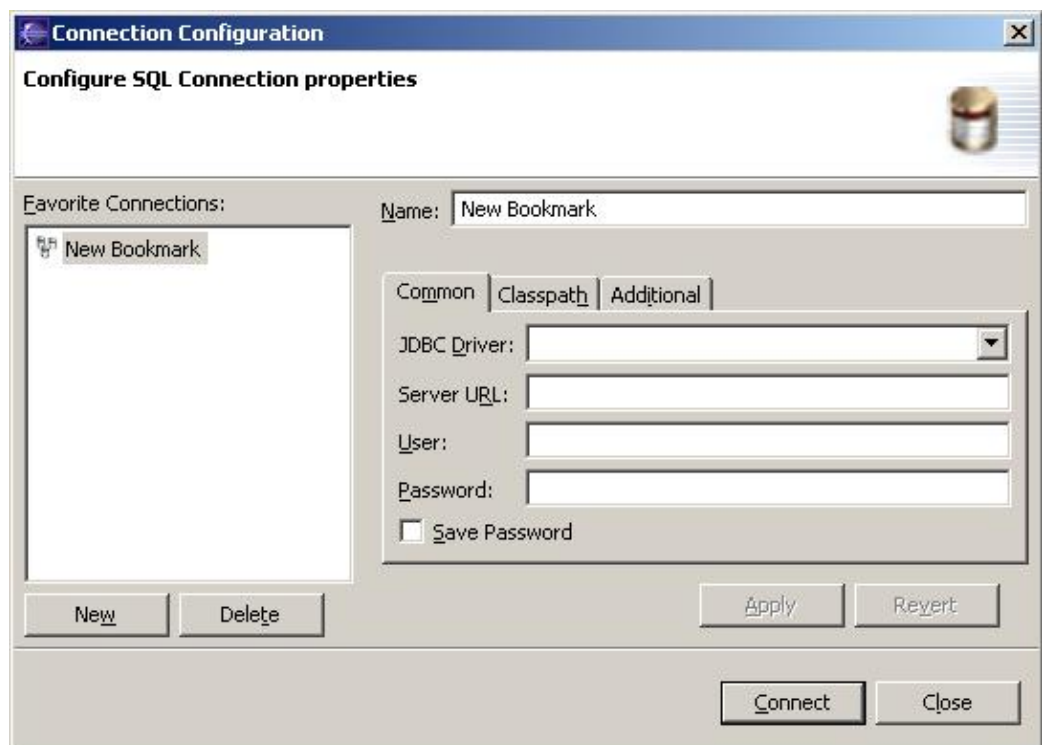 Connection Configuration
Configure SQL Connection properties
Favorite Connections:
New Bookmark
New
Delete
Name: New Bookmark
Common Classpath Additional
JDBC Driver:
Server URL:
User:
Password:
Save Password
Apply Revert
Connect Close